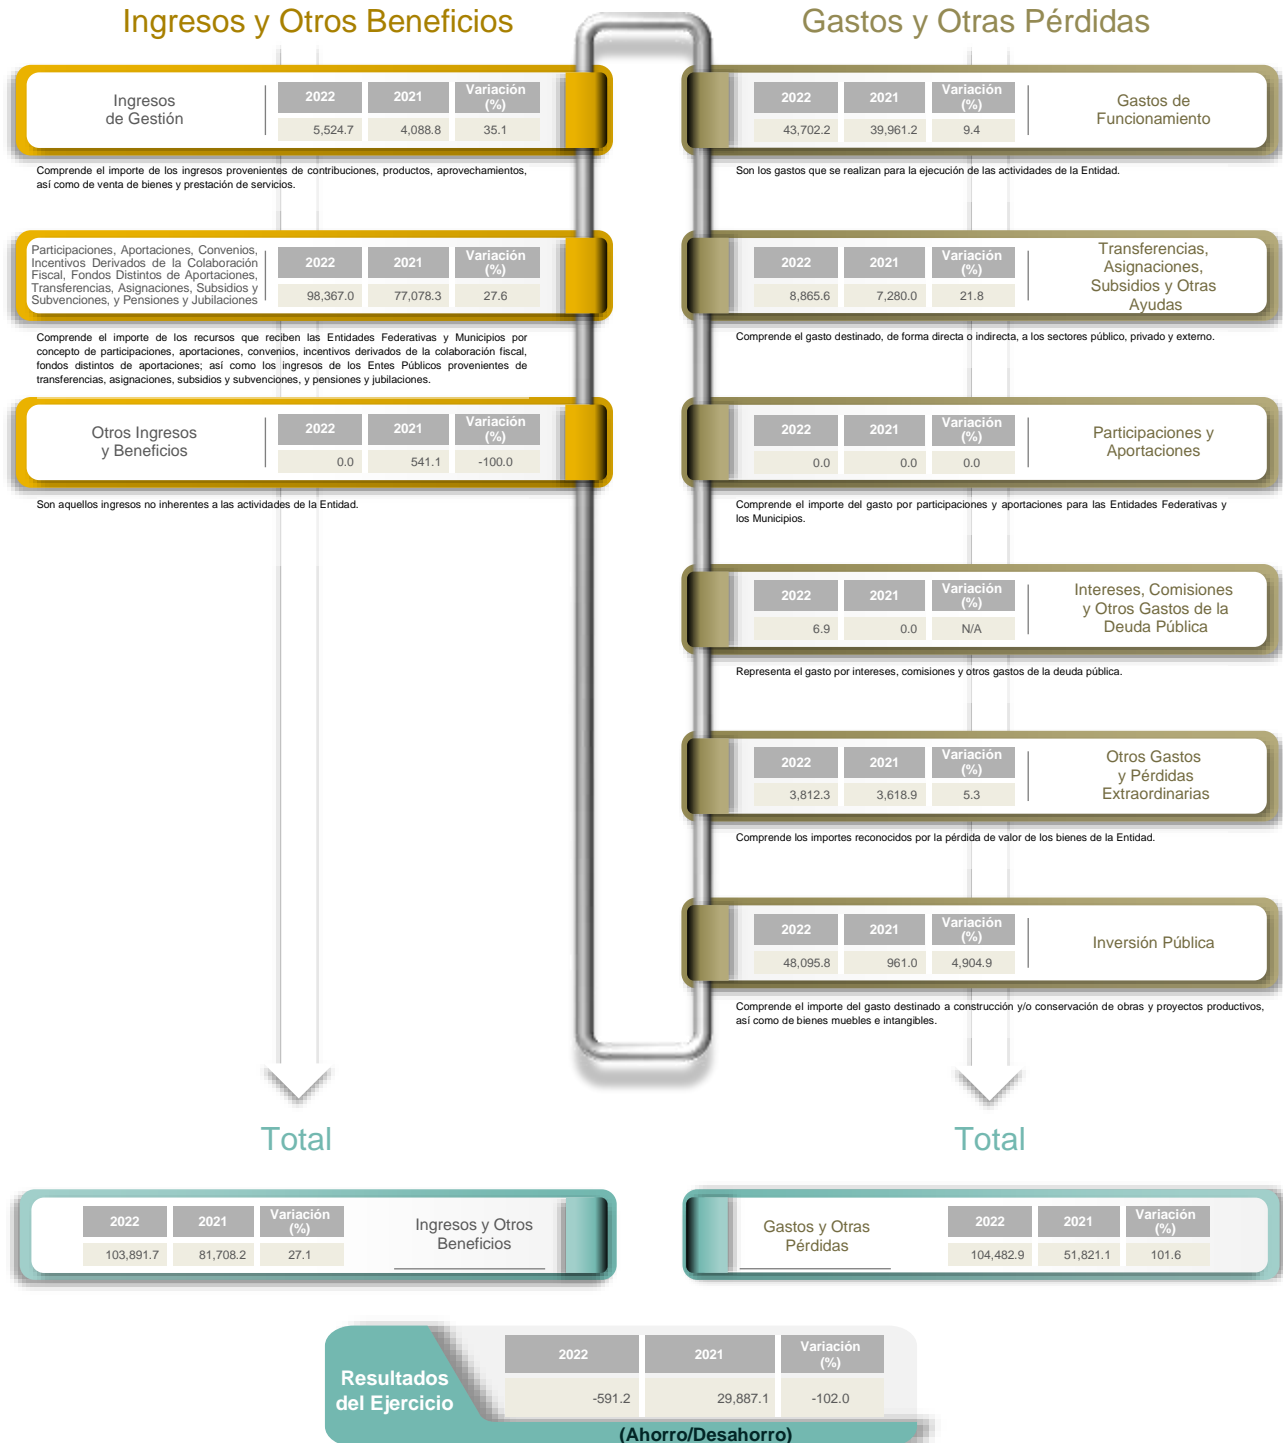 Ingresos y Otros Beneficios
Ingresos
de Gestión
2022 2021 Variación (%)
5,524.7 4,088.8 35.1
Comprende el importe de los ingresos provenientes de contribuciones, productos, aprovechamientos,
así como de venta de bienes y prestación de servicios.
Participaciones, Aportaciones, Convenios,
Incentivos Derivados de la Colaboración
Fiscal, Fondos Distintos de Aportaciones,
Transferencias, Asignaciones, Subsidios y
Subvenciones, y Pensiones y Jubilaciones
2022 2021 Variación (%)
98,367.0 77,078.3 27.6
Comprende el importe de los recursos que reciben las Entidades Federativas y Municipios por
concepto de participaciones, aportaciones, convenios, incentivos derivados de la colaboración fiscal,
fondos distintos de aportaciones; así como los ingresos de los Entes Públicos provenientes de
transferencias, asignaciones, subsidios y subvenciones, y pensiones y jubilaciones.
Otros Ingresos
y Beneficios
2022 2021 Variación (%)
0.0 541.1 -100.0
Son aquellos ingresos no inherentes a las actividades de la Entidad.
Gastos y Otras Pérdidas
2022 2021 Variación (%)
43,702.2 39,961.2 9.4
Gastos de
Funcionamiento
Son los gastos que se realizan para la ejecución de las actividades de la Entidad.
2022 2021 Variación (%)
8,865.6 7,280.0 21.8
Transferencias,
Asignaciones,
Subsidios y Otras
Ayudas
Comprende el gasto destinado, de forma directa o indirecta, a los sectores público, privado y externo.
2022 2021 Variación (%)
0.0 0.0 0.0
Participaciones y
Aportaciones
Comprende el importe del gasto por participaciones y aportaciones para las Entidades Federativas y
los Municipios.
2022 2021 Variación (%)
6.9 0.0 N/A
Intereses, Comisiones
y Otros Gastos de la
Deuda Pública
Representa el gasto por intereses, comisiones y otros gastos de la deuda pública.
2022 2021 Variación (%)
3,812.3 3,618.9 5.3
Otros Gastos
y Pérdidas
Extraordinarias
Comprende los importes reconocidos por la pérdida de valor de los bienes de la Entidad.
2022 2021 Variación (%)
48,095.8 961.0 4,904.9
Inversión Pública
Comprende el importe del gasto destinado a construcción y/o conservación de obras y proyectos productivos,
así como de bienes muebles e intangibles.
Total
2022 2021 Variación (%)
103,891.7 81,708.2 27.1
Ingresos y Otros
Beneficios
Total
Gastos y Otras
Pérdidas
2022 2021 Variación (%)
104,482.9 51,821.1 101.6
Resultados
del Ejercicio
2022 2021 Variación (%)
-591.2 29,887.1 -102.0
(Ahorro/Desahorro)